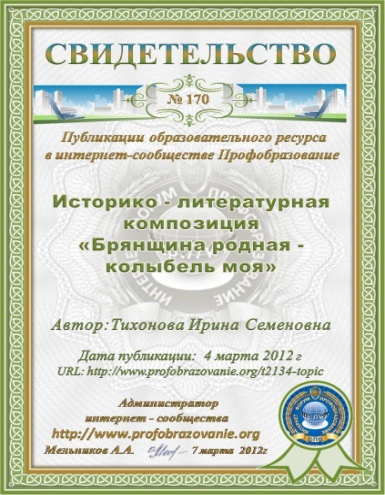 СВИДЕТЕЛЬСТВО
№ 170
Публикации образовательного ресурса
в интернет-сообществе Профобразование
Историко - литературная
композиция
«Брянщина родная -
колыбель моя»
Автор: Тихонова Ирина Семеновна
Дата публикации: 4 марта 2012 г
URL: http://www.profobrazovanie.org/t2134-topic
Администратор
интернет - сообщества
http://www.profobrazovanie.org
Мельников А.А. 7 марта 2012г